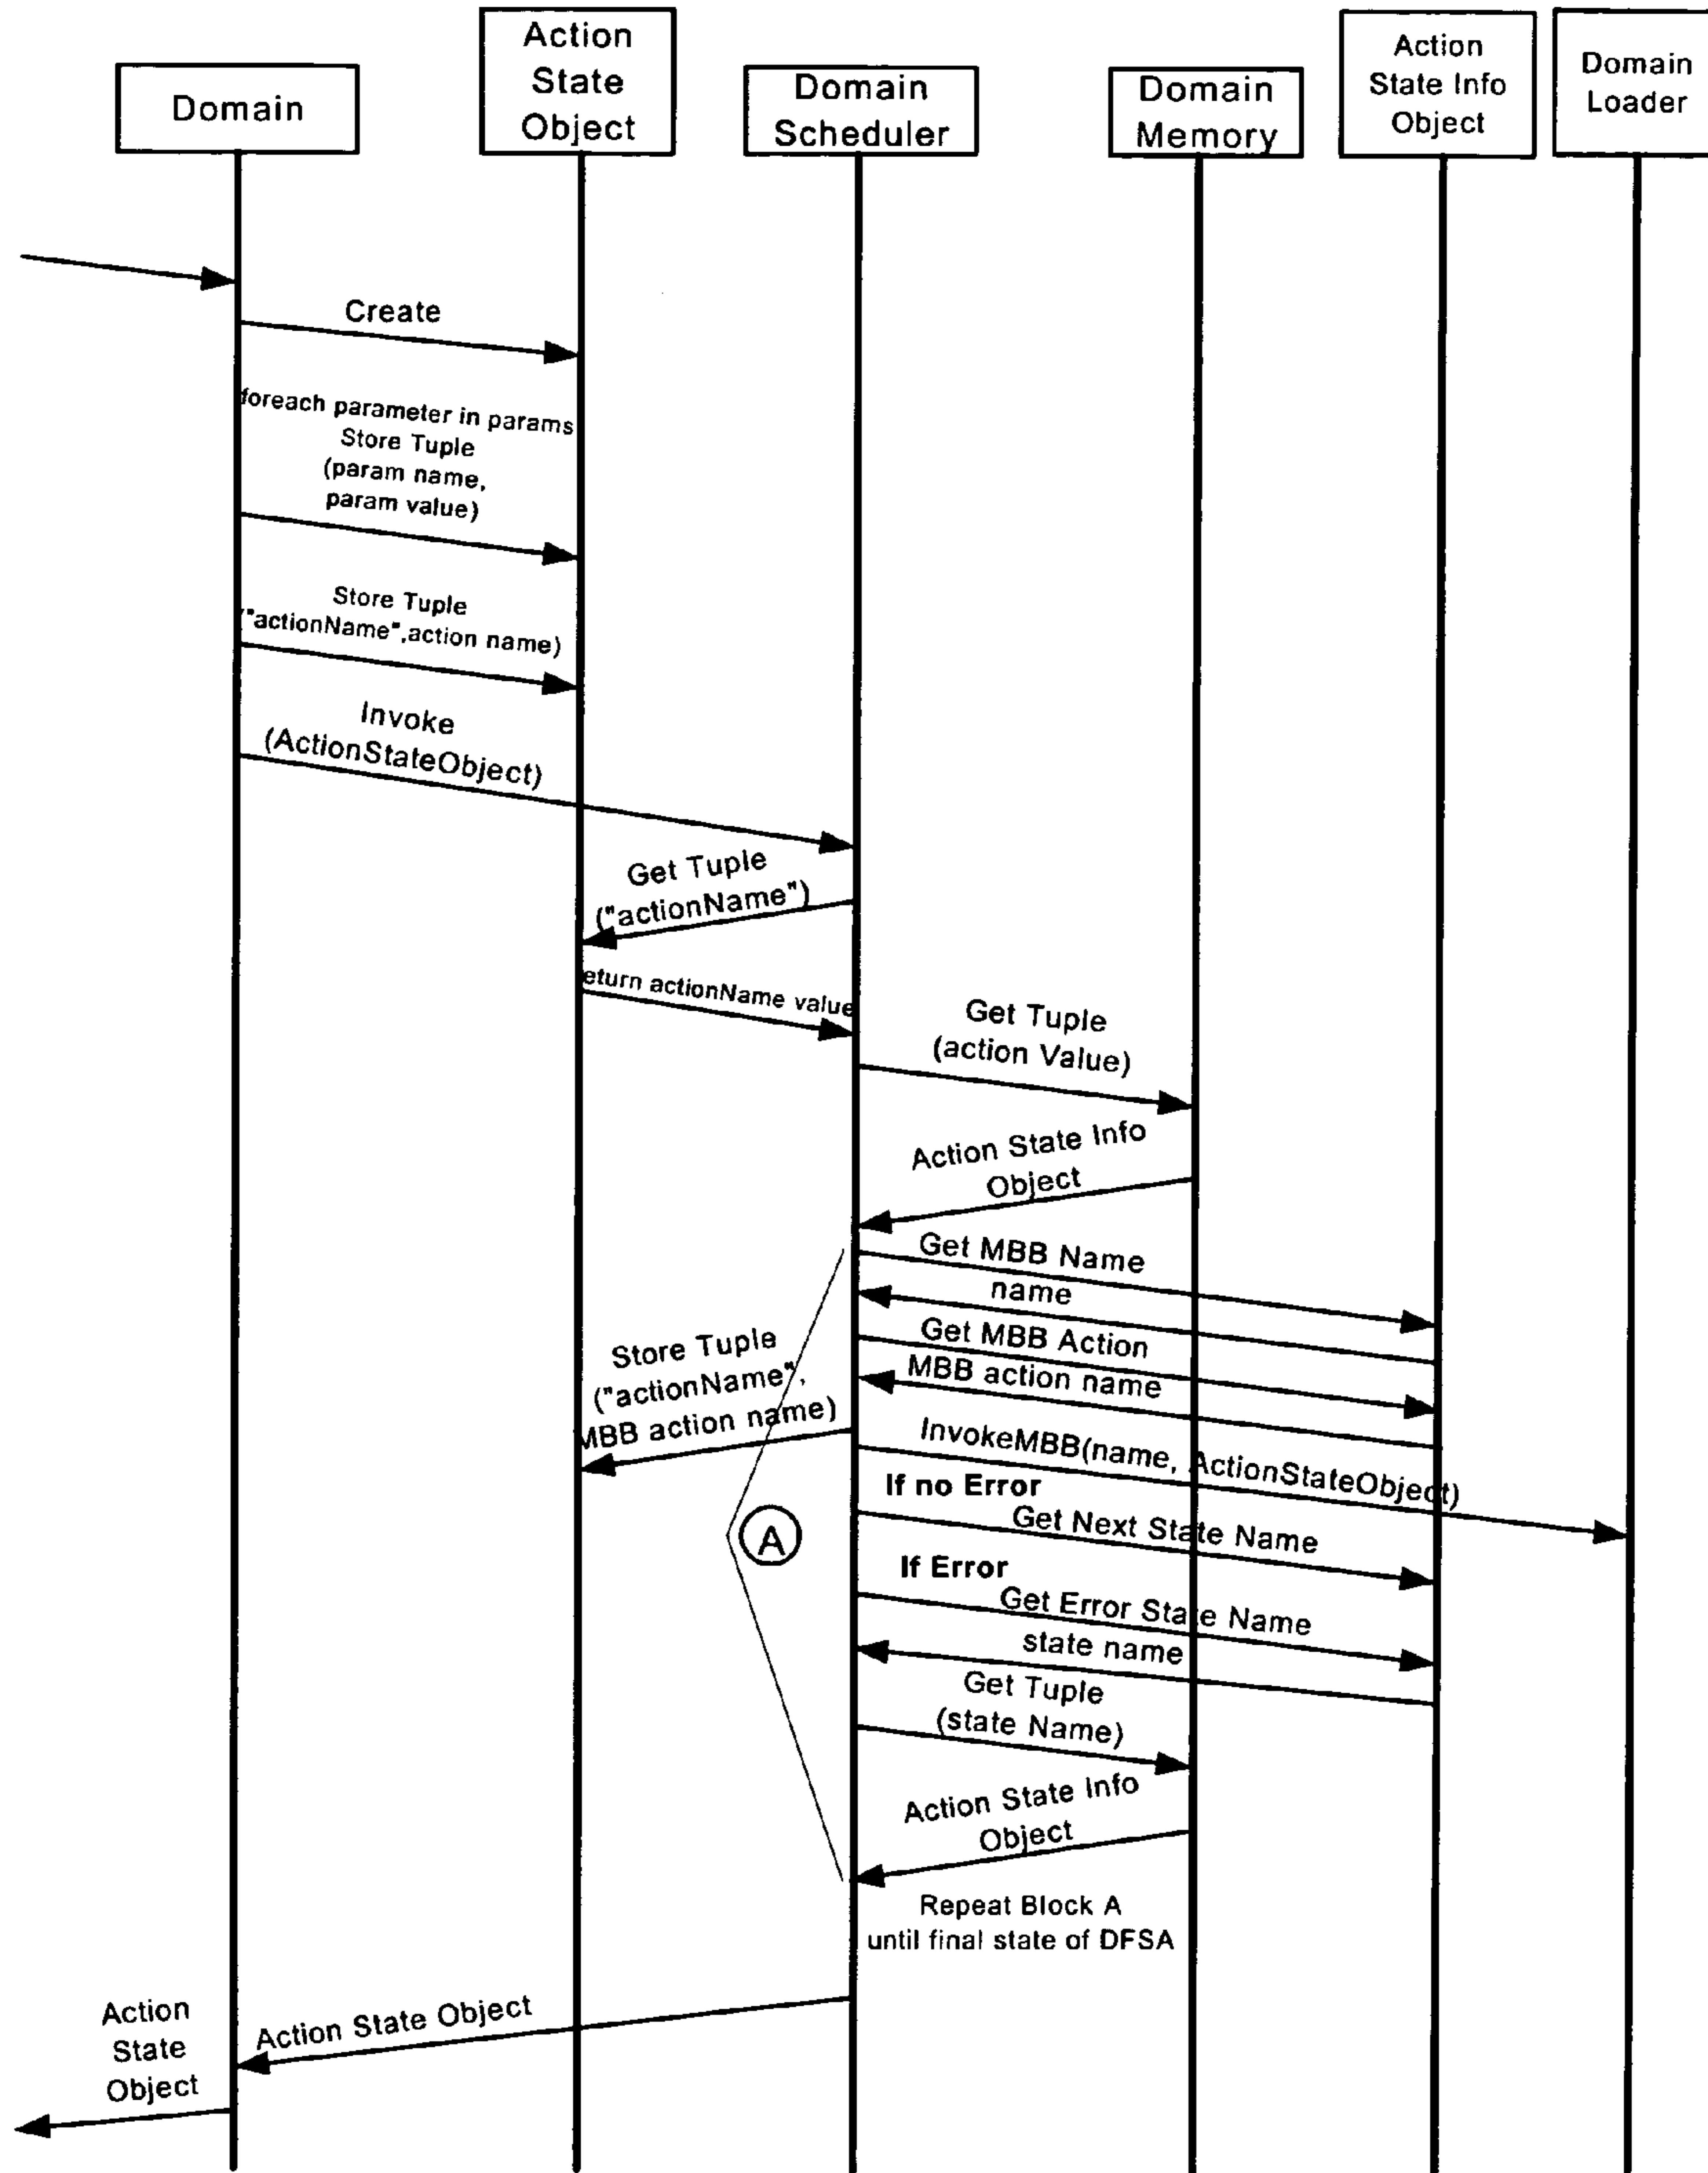 Domain
Action
State
Object
Domain
Scheduler
Domain
Memory
Action
State Info
Object
Domain
Loader
Create
foreach parameter in params
Store Tuple
(param name,
param value)
Store Tuple
("actionName",action name)
Invoke
(ActionStateObject)
Get Tuple
("actionName")
eturn actionName value
Get Tuple
(action Value)
Action State Info
Object
Get MBB Name
name
Get MBB Action
MBB action name
Store Tuple
("actionName",
MBB action name)
InvokeMBB(name, ActionStateObject)
If no Error
Get Next State Name
A
If Error
Get Error State Name
state name
Get Tuple
(state Name)
Action State Info
Object
Repeat Block A
until final state of DFSA
Action State Object
Action
State
Object